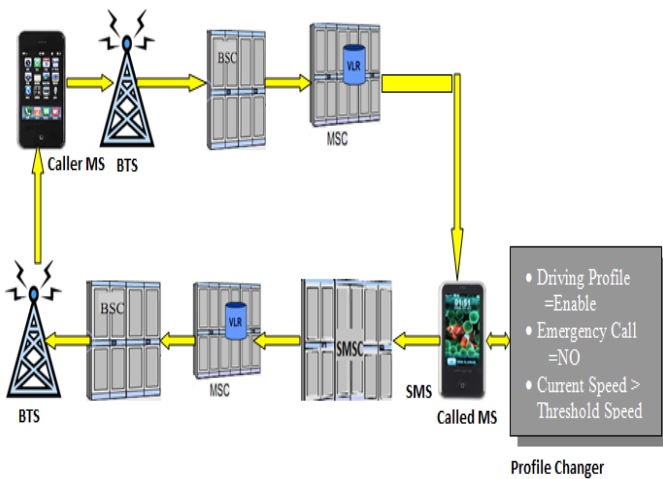 BSC
VLR
MSC
Caller MS
BTS
• Driving Profile
=Enable
• Emergency Call
=NO
• Current Speed >
Threshold Speed
BSC
VLR
SMSC
MSC
SMS
Called MS
BTS
Profile Changer